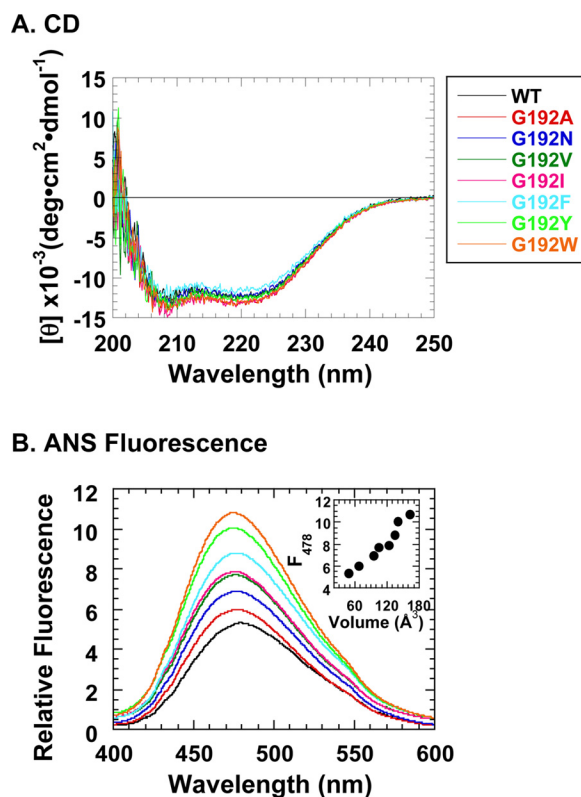 A. CD
[θ] x10-3(deg•cm2•dmol-1)
15
10
5
0
-5
-10
-15
200 210 220 230 240 250
Wavelength (nm)
WT
G192A
G192N
G192V
G192I
G192F
G192Y
G192W
B. ANS Fluorescence
Relative Fluorescence
12
10
8
6
4
2
0
400 450 500 550 600
Wavelength (nm)
F478
12
10
8
6
4
60 120 180
Volume (Å3)